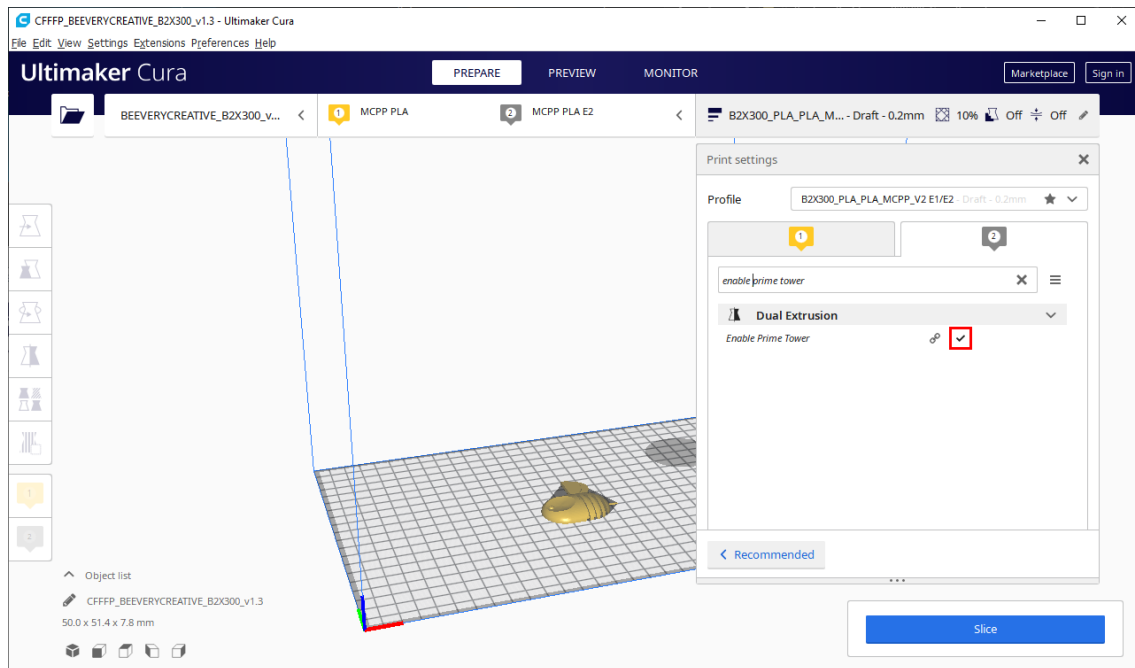 CFFFP_BEEVERYCREATIVE_B2X300_v1.3 - Ultimaker Cura
File Edit View Settings Extensions Preferences Help
Ultimaker Cura
PREPARE PREVIEW MONITOR
Marketplace Sign in
BEEVERYCREATIVE_B2X300_v...
1 MCPP PLA
2 MCPP PLA E2
B2X300_PLA_PLA_M... - Draft - 0.2mm 10% Off Off
Print settings
Profile B2X300_PLA_PLA_MCPP_V2 E1/E2 - Draft - 0.2mm
1 2
enable prime tower
Dual Extrusion
Enable Prime Tower
1
2
Recommended
Object list
CFFFP_BEEVERYCREATIVE_B2X300_v1.3
50.0 x 51.4 x 7.8 mm
Slice